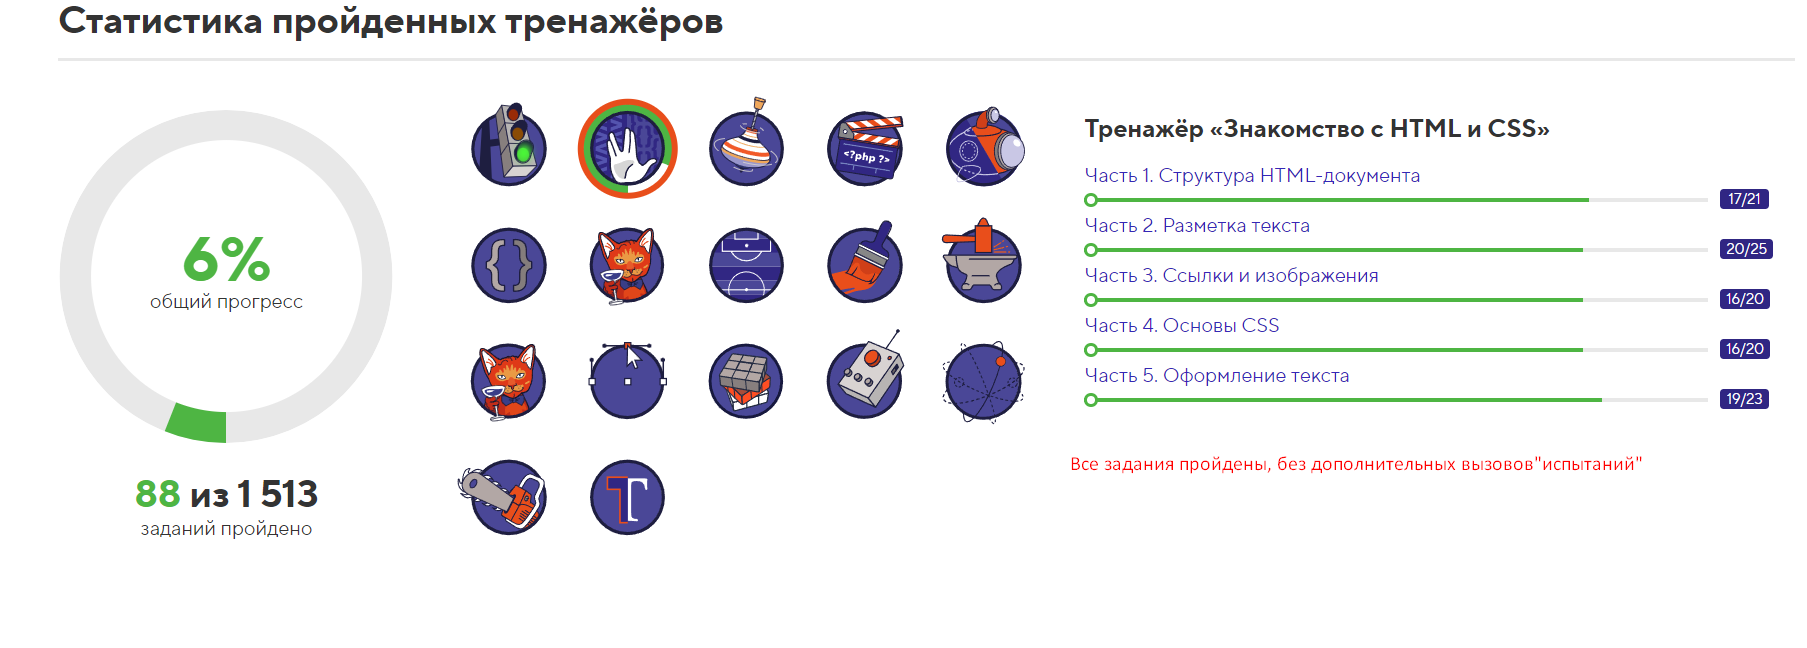 Статистика пройденных тренажёров
6%
общий прогресс
88 из 1 513
заданий пройдено
<?php ?>
{}
T
Тренажёр «Знакомство с HTML и CSS»
Часть 1. Структура HTML-документа
17/21
Часть 2. Разметка текста
20/25
Часть 3. Ссылки и изображения
16/20
Часть 4. Основы CSS
16/20
Часть 5. Оформление текста
19/23
Все задания пройдены, без дополнительных вызовов"испытаний"